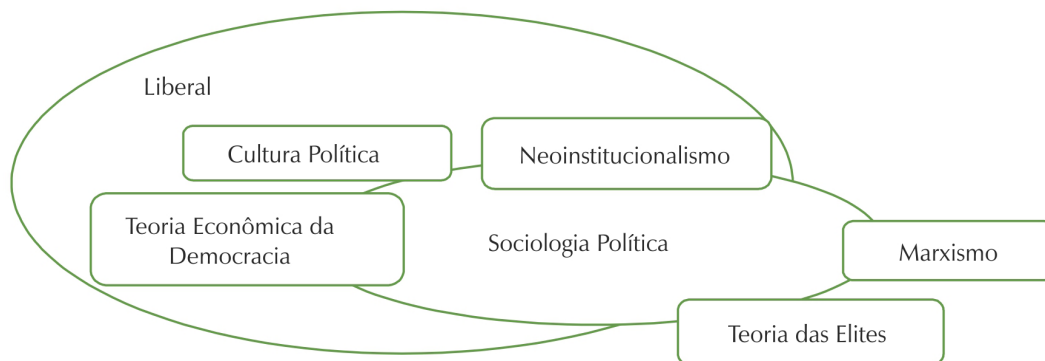 Liberal
Cultura Política
Neoinstitucionalismo
Teoria Econômica da
Democracia
Sociologia Política
Marxismo
Teoria das Elites